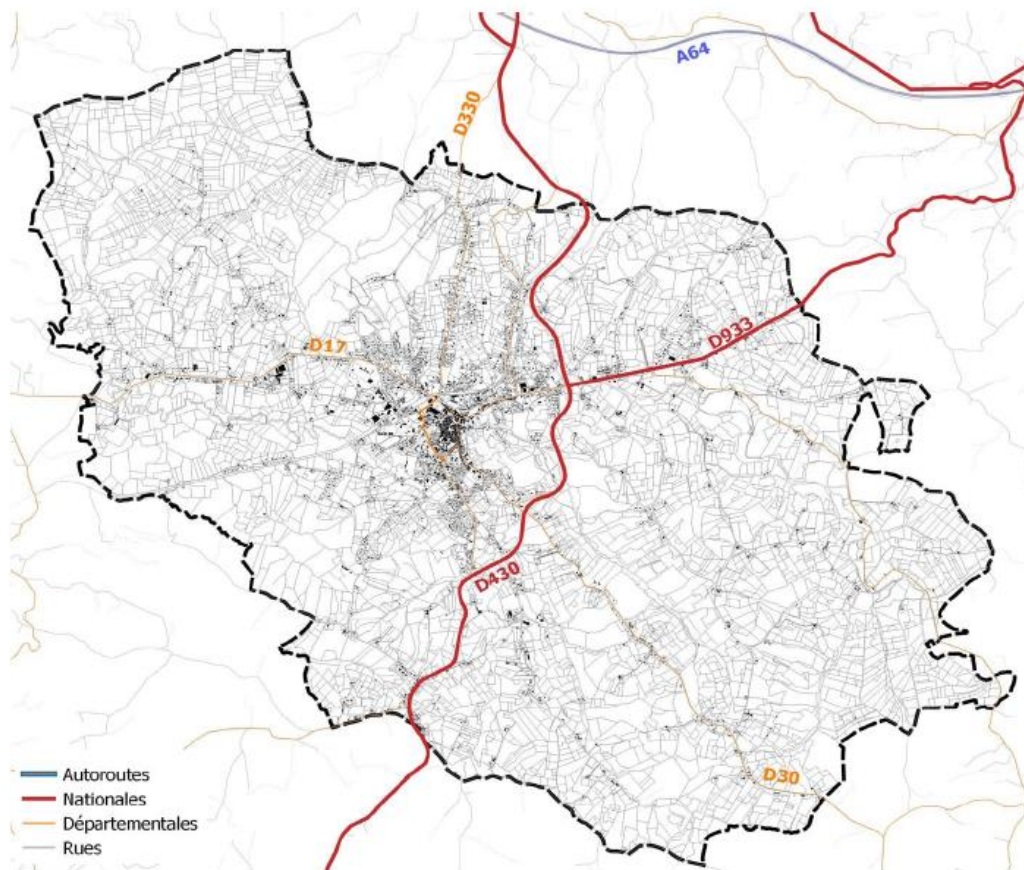 A64
D330
D933
D17
D430
D30
Autoroutes
Nationales
Départementales
Rues